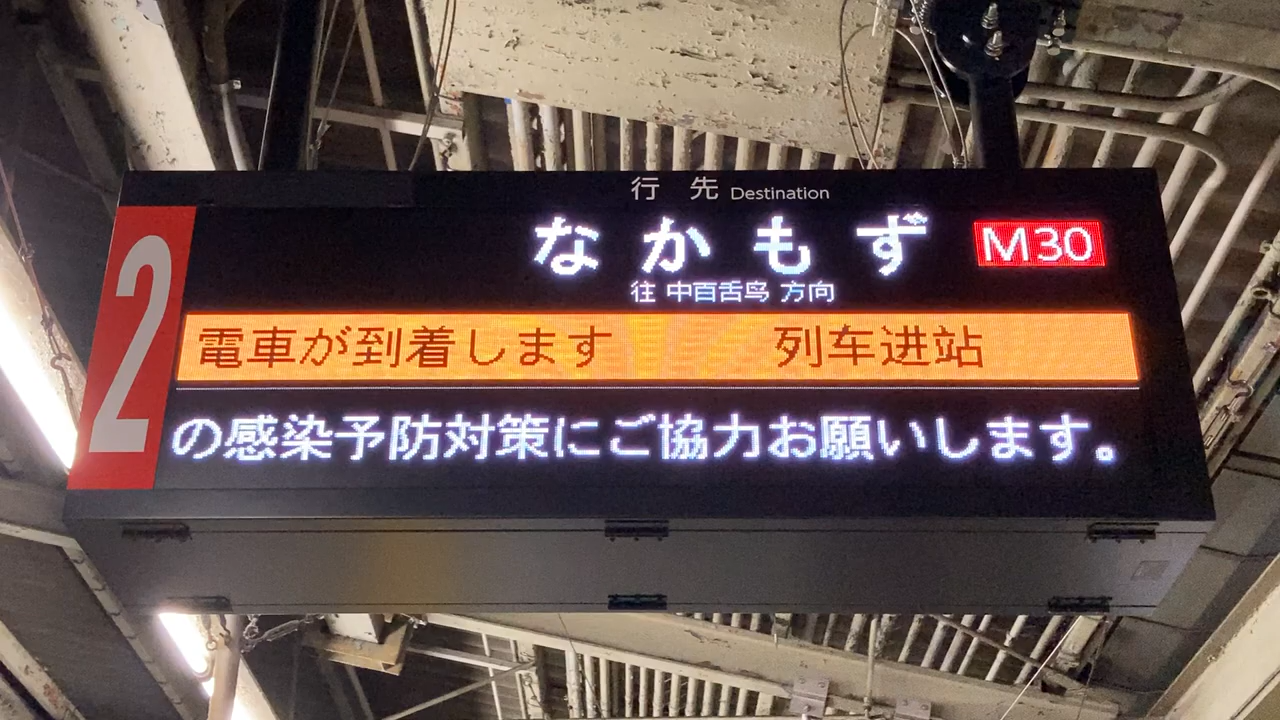 行先 Destination
なかもず M30
往 中百舌鸟 方向
2
電車が到着します 列车进站
の感染予防対策にご協力お願いします。